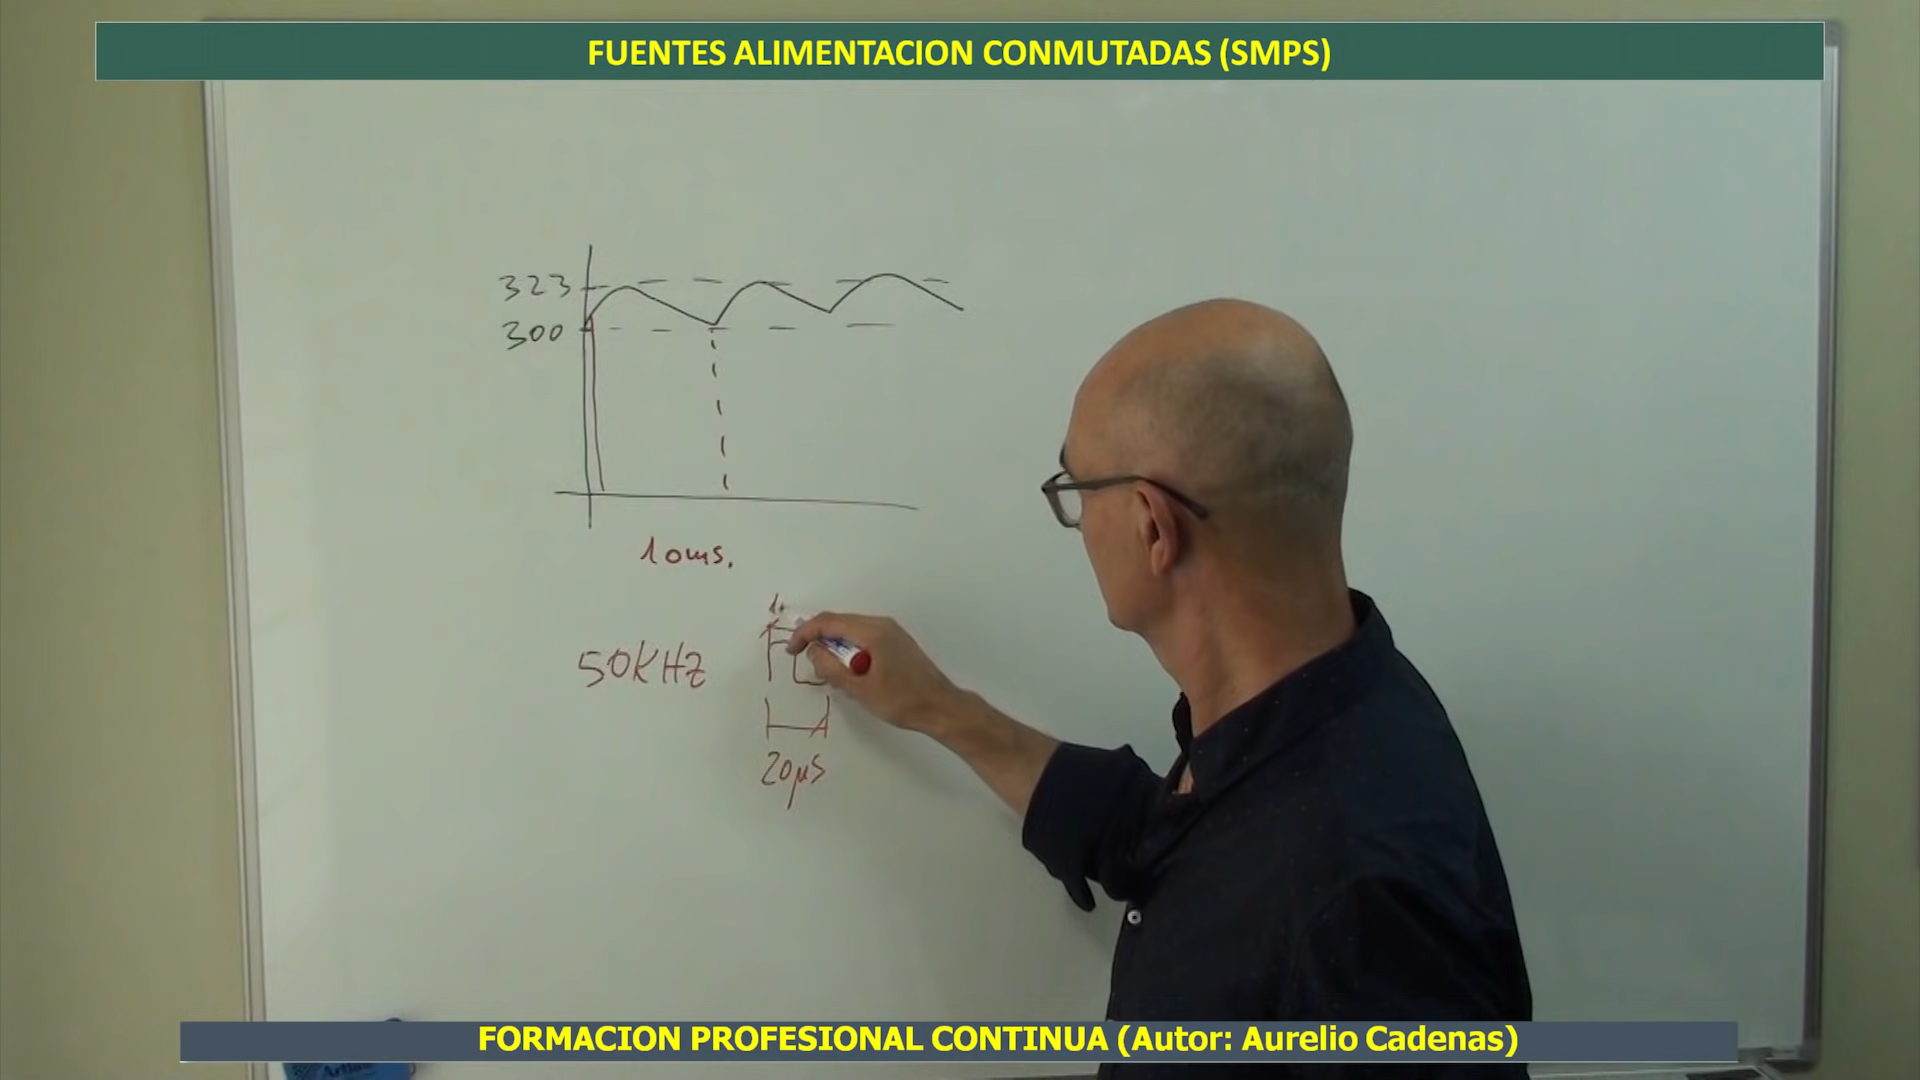 FUENTES ALIMENTACION CONMUTADAS (SMPS)
323
300
10ms.
50KHZ
20µs
FORMACION PROFESIONAL CONTINUA (Autor: Aurelio Cadenas)